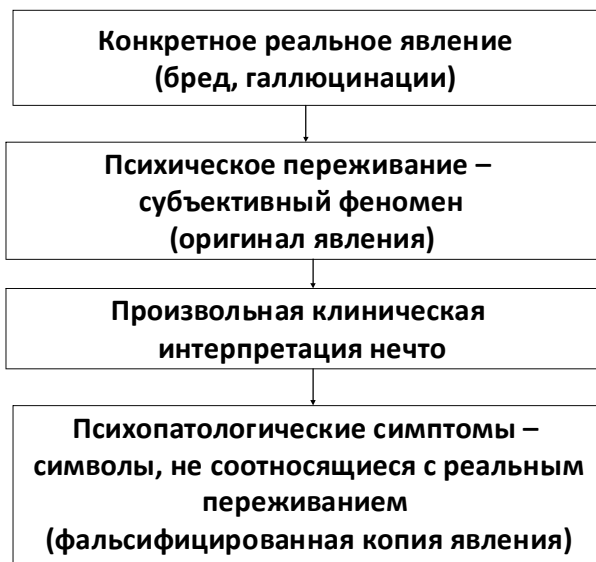 Конкретное реальное явление
(бред, галлюцинации)
Психическое переживание –
субъективный феномен
(оригинал явления)
Произвольная клиническая
интерпретация нечто
Психопатологические симптомы –
символы, не соотносящиеся с реальным
переживанием
(фальсифицированная копия явления)